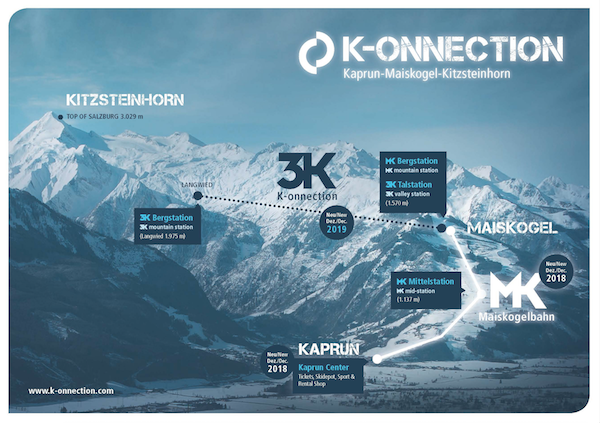 K-ONNECTION
Kaprun-Maiskogel-Kitzsteinhorn
KITZSTEINHORN
TOP OF SALZBURG 3.029 m
LANGWIED
3K Bergstation
3K mountain station
(Langwied 1.975 m)
3K
K-onnection
Neu/New
Dez./Dec.
2019
MK Bergstation
MK mountain station
3K Talstation
3K valley station
(1.570 m)
MAISKOGEL
MK Mittelstation
MK mid-station
(1.137 m)
Neu/New
Dez./Dec.
2018
MK
Maiskogelbahn
KAPRUN
Neu/New
Dez./Dec.
2018
Kaprun Center
Tickets, Skidepot, Sport &
Rental Shop
www.k-onnection.com